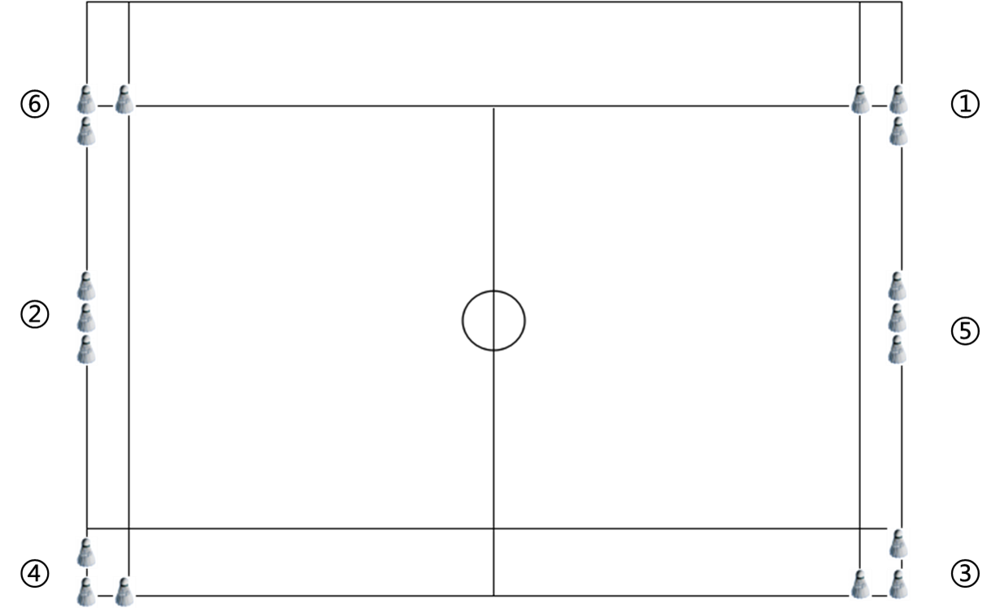 ⑥ ①
② ⑤
④ ③